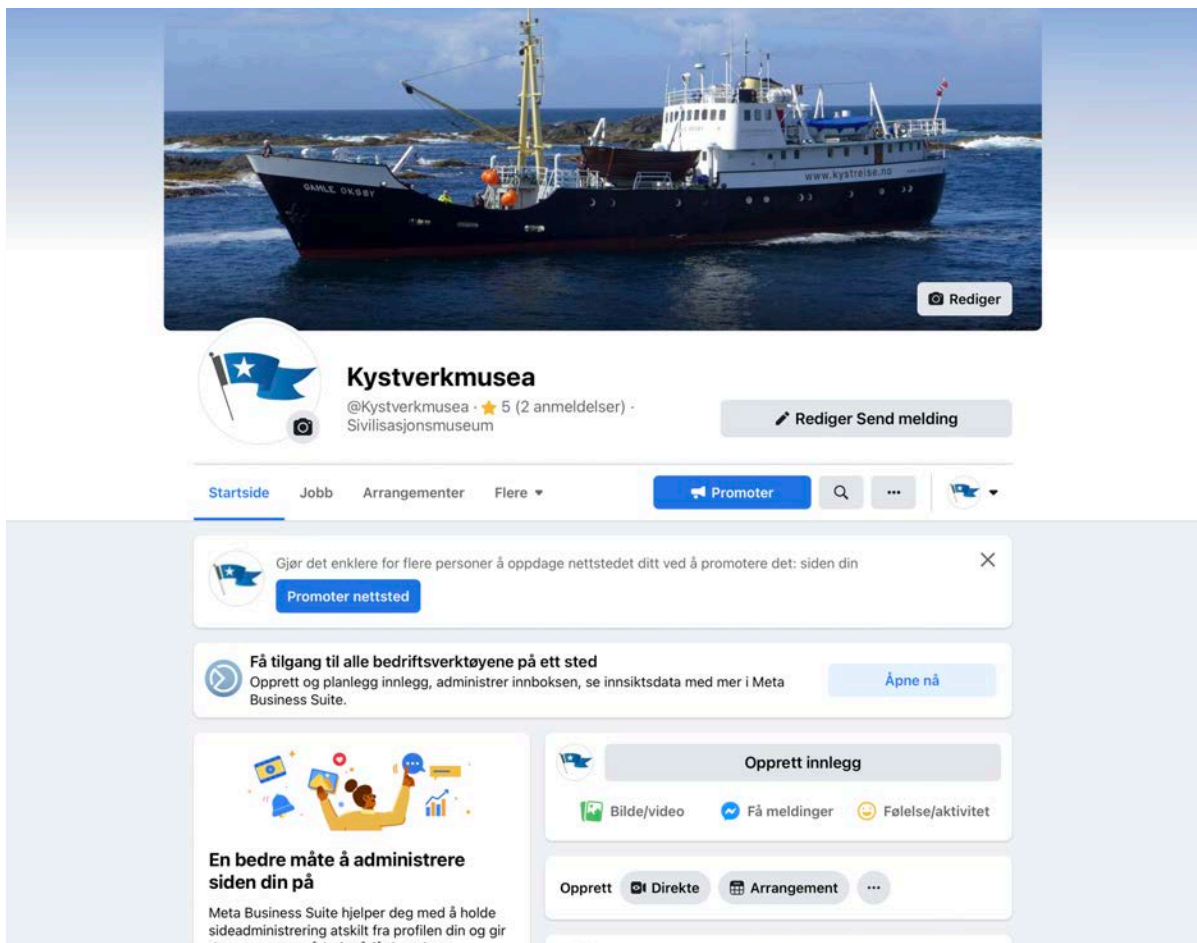 GAMLE OKSØY
www.kystreise.no
Rediger
Kystverkmusea
@Kystverkmusea · 5 (2 anmeldelser) ·
Sivilisasjonsmuseum
Rediger Send melding
Startside Jobb Arrangementer Flere
Promoter
Gjør det enklere for flere personer å oppdage nettstedet ditt ved å promotere det: siden din
Promoter nettsted
Få tilgang til alle bedriftsverktøyene på ett sted
Opprett og planlegg innlegg, administrer innboksen, se innsiktsdata med mer i Meta
Business Suite.
Åpne nå
En bedre måte å administrere
siden din på
Meta Business Suite hjelper deg med å holde
sideadministrering atskilt fra profilen din og gir
Opprett innlegg
Bilde/video Få meldinger Følelse/aktivitet
Opprett Direkte Arrangement